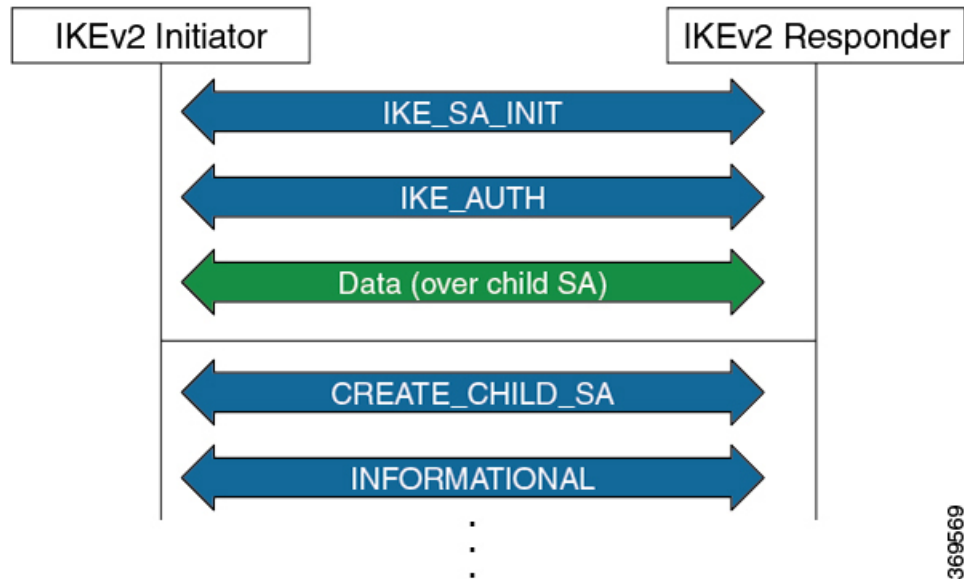 IKEv2 Initiator
IKEv2 Responder
IKE_SA_INIT
IKE_AUTH
Data (over child SA)
CREATE_CHILD_SA
INFORMATIONAL
369569